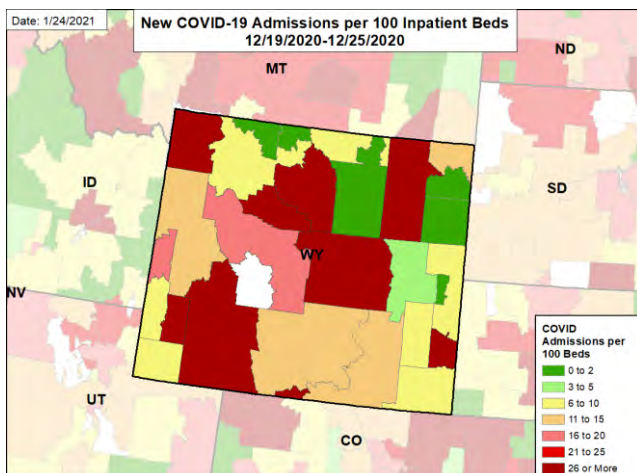 Date: 1/24/2021
New COVID-19 Admissions per 100 Inpatient Beds
12/19/2020-12/25/2020
ND
MT
ID
SD
WY
NV
UT
CO
COVID
Admissions per
100 Beds
0 to 2
3 to 5
6 to 10
11 to 15
16 to 20
21 to 25
26 or More